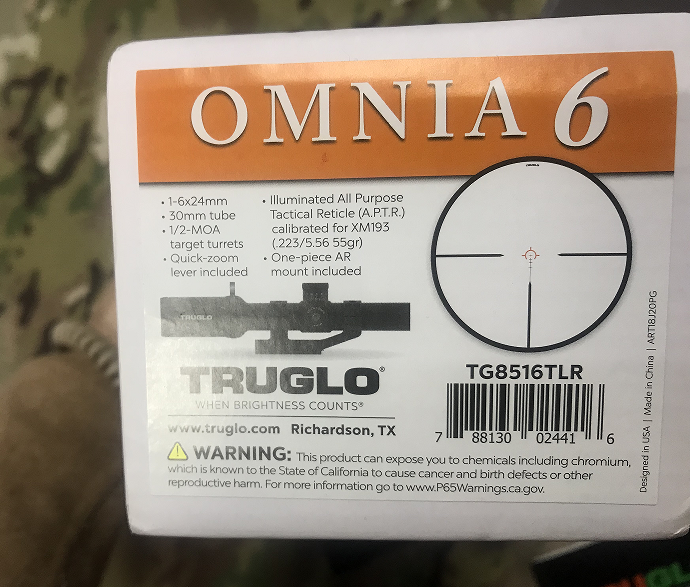 OMNIA 6
• 1-6x24mm
• 30mm tube
• 1/2-MOA
target turrets
• Quick-zoom
lever included
• Illuminated All Purpose
Tactical Reticle (A.P.T.R.)
calibrated for XM193
(.223/5.56 55gr)
• One-piece AR
mount included
TRUGLO
TRUGLO
TRUGLO®
WHEN BRIGHTNESS COUNTS®
www.truglo.com Richardson, TX
TG8516TLR
7 88130 02441 6
Designed in USA | Made in China | ART18J20PG
WARNING: This product can expose you to chemicals including chromium,
which is known to the State of California to cause cancer and birth defects or other
reproductive harm. For more information go to www.P65Warnings.ca.gov.